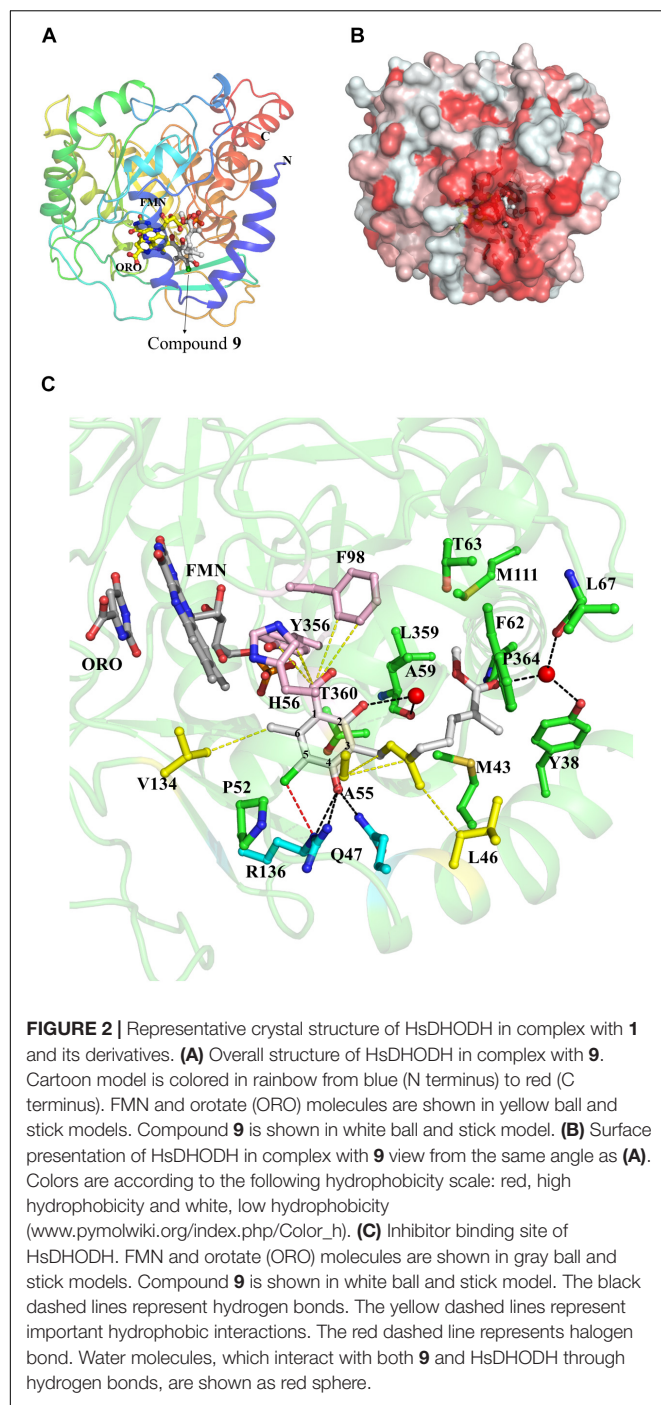 A
B
C
N
FMN
ORO
Compound 9
C
F98
T63
M111
L67
FMN
Y356
L359
F62
ORO
A59
P364
H56
T360
1
2
6
3
5
4
Y38
V134
M43
A55
P52
L46
Q47
R136
FIGURE 2 | Representative crystal structure of HsDHODH in complex with 1
and its derivatives. (A) Overall structure of HsDHODH in complex with 9.
Cartoon model is colored in rainbow from blue (N terminus) to red (C
terminus). FMN and orotate (ORO) molecules are shown in yellow ball and
stick models. Compound 9 is shown in white ball and stick model. (B) Surface
presentation of HsDHODH in complex with 9 view from the same angle as (A).
Colors are according to the following hydrophobicity scale: red, high
hydrophobicity and white, low hydrophobicity
(www.pymolwiki.org/index.php/Color_h). (C) Inhibitor binding site of
HsDHODH. FMN and orotate (ORO) molecules are shown in gray ball and
stick models. Compound 9 is shown in white ball and stick model. The black
dashed lines represent hydrogen bonds. The yellow dashed lines represent
important hydrophobic interactions. The red dashed line represents halogen
bond. Water molecules, which interact with both 9 and HsDHODH through
hydrogen bonds, are shown as red sphere.